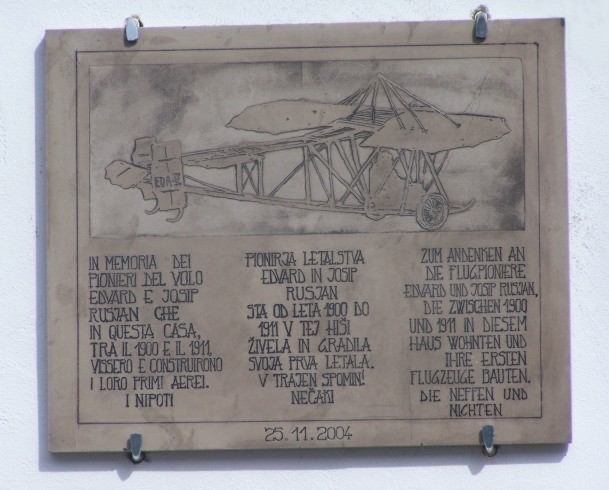 EDA-V
IN MEMORIA DEI
PIONIERI DEL VOLO
EDVARD E JOSIP
RUSJAN CHE
IN QUESTA CASA,
TRA IL 1900 E IL 1911,
VISSERO E CONSTRUIRONO
I LORO PRIMI AEREI.
I NIPOTI
PIONIRJA LETALSTVA
EDVARD IN JOSIP
RUSJAN
STA OD LETA 1900 DO
1911 V TEJ HIŠI
ŽIVELA IN GRADILA
SVOJA PRVA LETALA.
V TRAJEN SPOMIN!
NEČAKI
ZUM ANDENKEN AN
DIE FLUGPIONIERE
EDVARD UND JOSIP RUSJAN,
DIE ZWISCHEN 1900
UND 1911 IN DIESEM
HAUS WOHNTEN UND
IHRE ERSTEN
FLUGZEUGE BAUTEN.
DIE NEFFEN UND
NICHTEN
25.11.2004